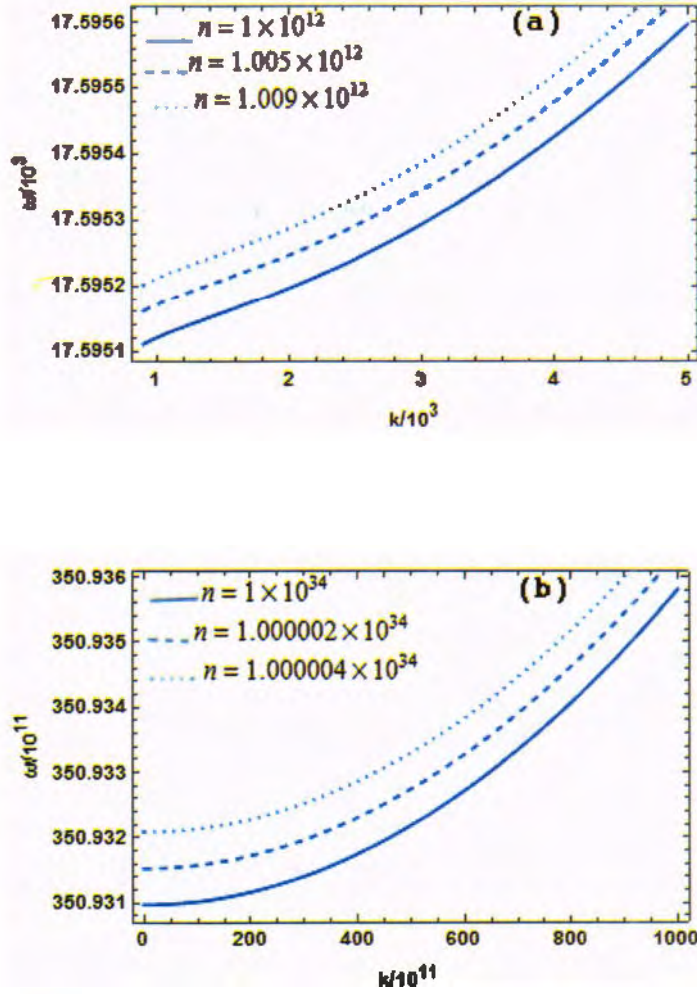 17.5956
17.5955
17.5954
17.5953
17.5952
17.5951
ω/10³
n = 1×10¹²
n = 1.005×10¹²
n = 1.009×10¹²
(a)
1 2 3 4 5
k/10³
350.936
350.935
350.934
350.933
350.932
350.931
ω/10¹¹
n = 1×10³⁴
n = 1.000002×10³⁴
n = 1.000004×10³⁴
(b)
0 200 400 600 800 1000
k/10¹¹